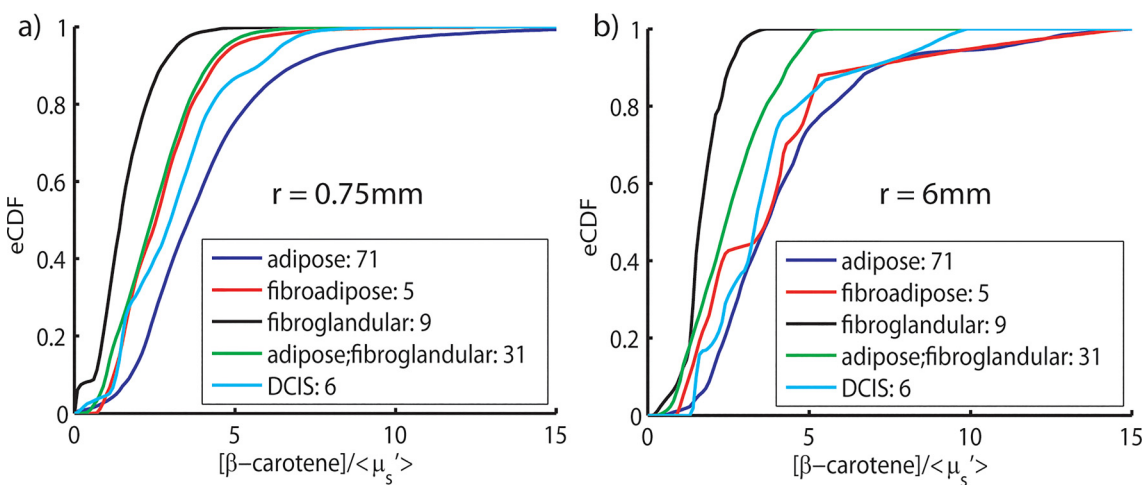 a)
eCDF
1
0.8
0.6
0.4
0.2
0
r = 0.75mm
adipose: 71
fibroadipose: 5
fibroglandular: 9
adipose;fibroglandular: 31
DCIS: 6
0 5 10 15
[β−carotene]/<μs′>
b)
eCDF
1
0.8
0.6
0.4
0.2
0
r = 6mm
adipose: 71
fibroadipose: 5
fibroglandular: 9
adipose;fibroglandular: 31
DCIS: 6
0 5 10 15
[β−carotene]/<μs′>